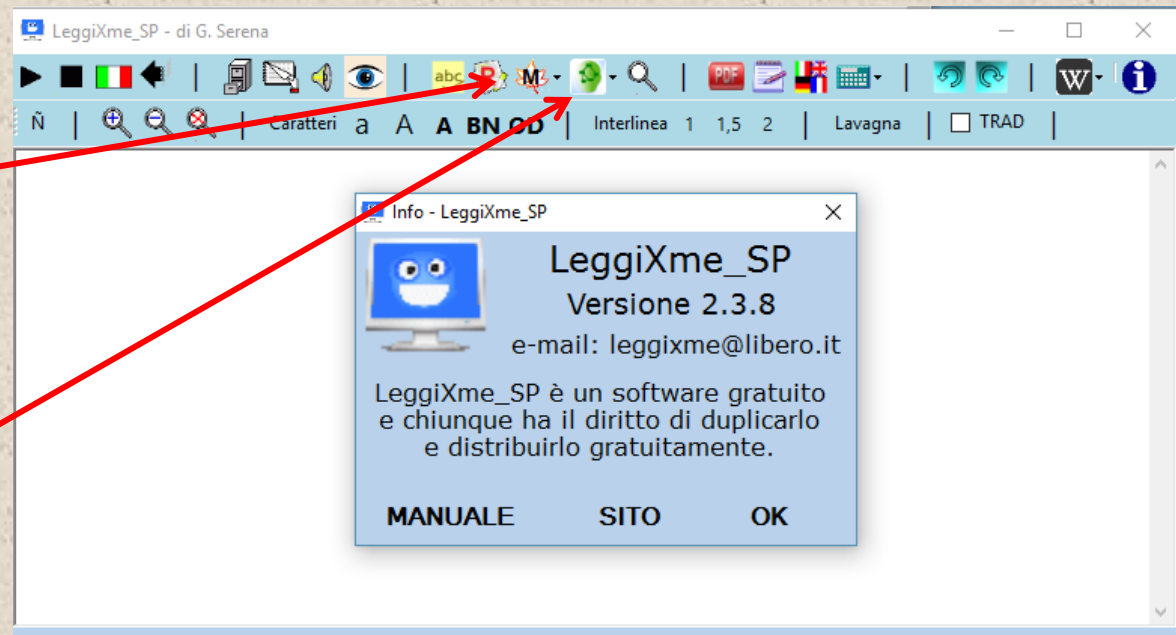 LeggiXme_SP - di G. Serena
abc P M PDF W i
Ñ Caratteri a A A BN OD Interlinea 1 1,5 2 Lavagna TRAD
Info - LeggiXme_SP
LeggiXme_SP
Versione 2.3.8
e-mail: leggixme@libero.it
LeggiXme_SP è un software gratuito
e chiunque ha il diritto di duplicarlo
e distribuirlo gratuitamente.
MANUALE SITO OK